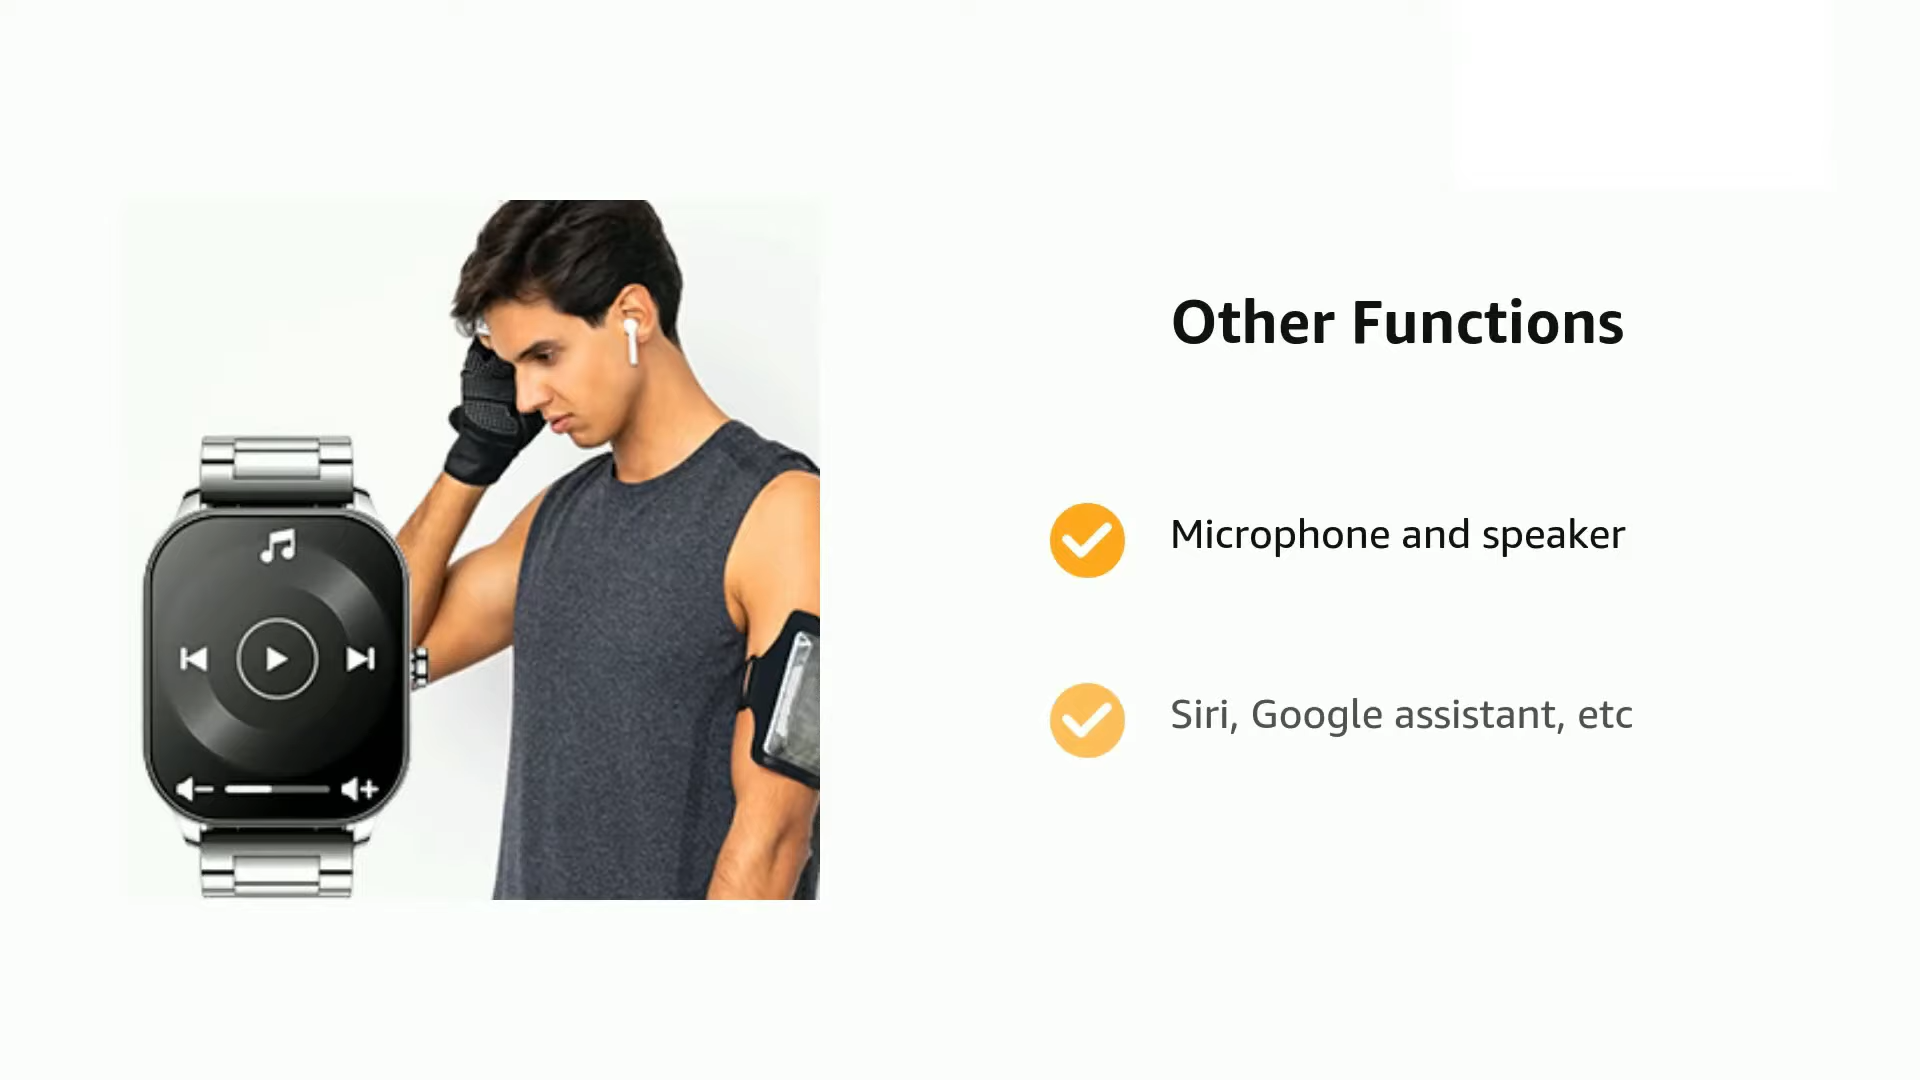 Other Functions
Microphone and speaker
Siri, Google assistant, etc